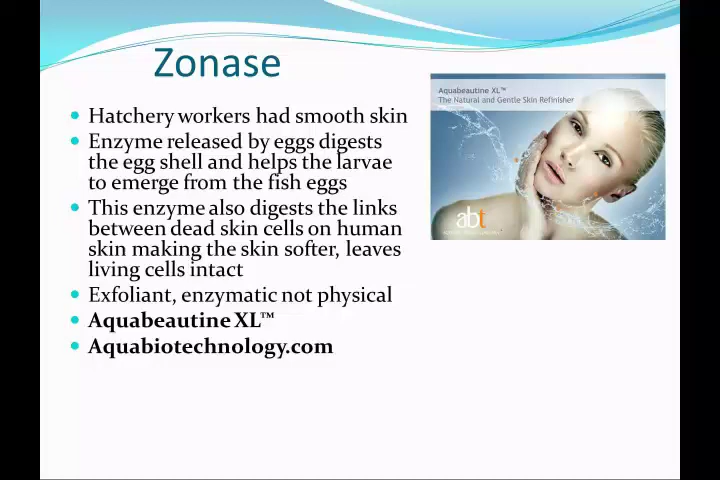 Zonase
Hatchery workers had smooth skin
Enzyme released by eggs digests
the egg shell and helps the larvae
to emerge from the fish eggs
This enzyme also digests the links
between dead skin cells on human
skin making the skin softer, leaves
living cells intact
Exfoliant, enzymatic not physical
Aquabeautine XL™
Aquabiotechnology.com
Aquabeautine XL™
The Natural and Gentle Skin Refinisher
abt